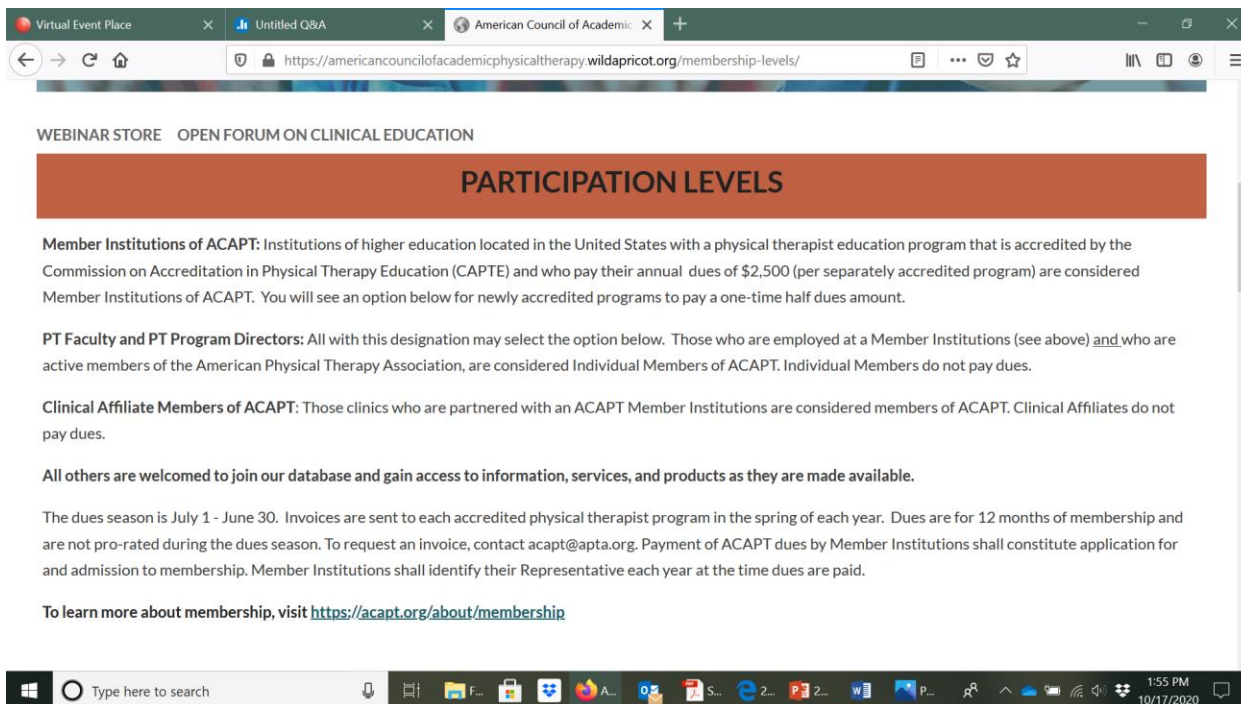 Virtual Event Place
Untitled Q&A
American Council of Academic
https://americancouncilofacademicphysicaltherapy.wildapricot.org/membership-levels/
WEBINAR STORE OPEN FORUM ON CLINICAL EDUCATION
PARTICIPATION LEVELS
Member Institutions of ACAPT: Institutions of higher education located in the United States with a physical therapist education program that is accredited by the
Commission on Accreditation in Physical Therapy Education (CAPTE) and who pay their annual dues of $2,500 (per separately accredited program) are considered
Member Institutions of ACAPT. You will see an option below for newly accredited programs to pay a one-time half dues amount.
PT Faculty and PT Program Directors: All with this designation may select the option below. Those who are employed at a Member Institutions (see above) and who are
active members of the American Physical Therapy Association, are considered Individual Members of ACAPT. Individual Members do not pay dues.
Clinical Affiliate Members of ACAPT: Those clinics who are partnered with an ACAPT Member Institutions are considered members of ACAPT. Clinical Affiliates do not
pay dues.
All others are welcomed to join our database and gain access to information, services, and products as they are made available.
The dues season is July 1 - June 30. Invoices are sent to each accredited physical therapist program in the spring of each year. Dues are for 12 months of membership and
are not pro-rated during the dues season. To request an invoice, contact acapt@apta.org. Payment of ACAPT dues by Member Institutions shall constitute application for
and admission to membership. Member Institutions shall identify their Representative each year at the time dues are paid.
To learn more about membership, visit https://acapt.org/about/membership
Type here to search F... A... S... 2... 2... P... 1:55 PM
10/17/2020